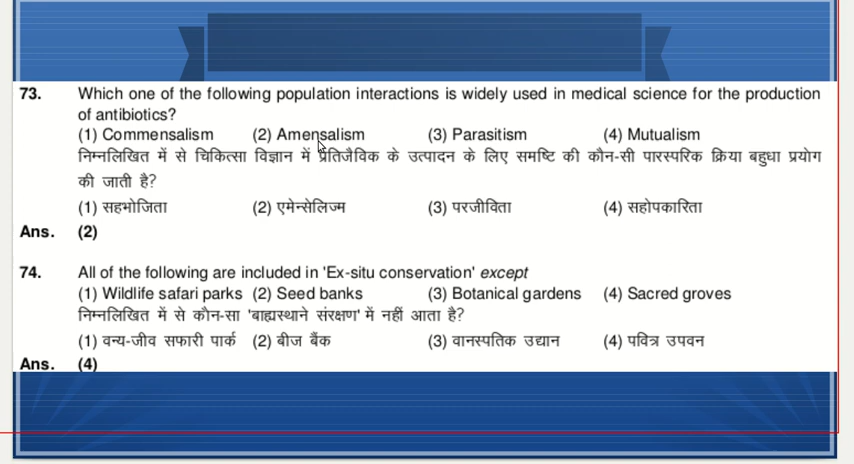 73. Which one of the following population interactions is widely used in medical science for the production
of antibiotics?
(1) Commensalism (2) Amensalism (3) Parasitism (4) Mutualism
निम्नलिखित में से चिकित्सा विज्ञान में प्रतिजैविक के उत्पादन के लिए समष्टि की कौन-सी पारस्परिक क्रिया बहुधा प्रयोग
की जाती है?
(1) सहभोजिता (2) एमेन्सेलिज्म (3) परजीविता (4) सहोपकारिता
Ans. (2)
74. All of the following are included in 'Ex-situ conservation' except
(1) Wildlife safari parks (2) Seed banks (3) Botanical gardens (4) Sacred groves
निम्नलिखित में से कौन-सा 'बाह्यस्थाने संरक्षण' में नहीं आता है?
(1) वन्य-जीव सफारी पार्क (2) बीज बैंक (3) वानस्पतिक उद्यान (4) पवित्र उपवन
Ans. (4)